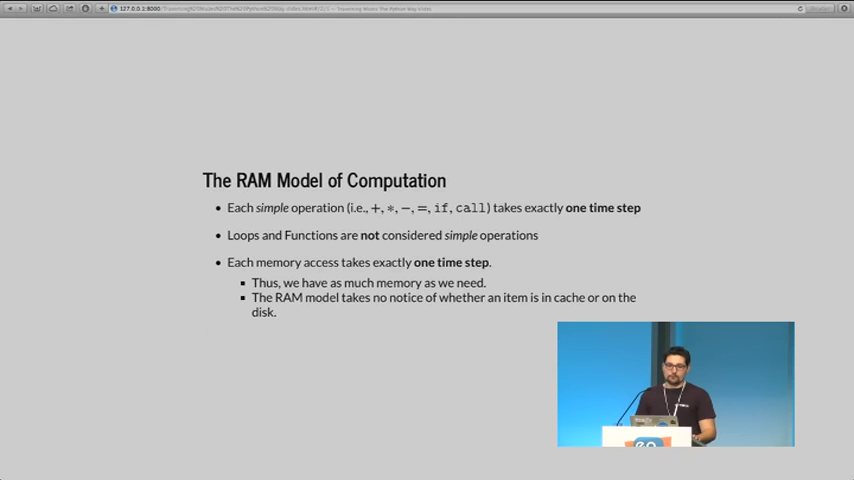 127.0.0.1:8000
The RAM Model of Computation
Each simple operation (i.e., +, *, −, =, if, call) takes exactly one time step
Loops and Functions are not considered simple operations
Each memory access takes exactly one time step.
Thus, we have as much memory as we need.
The RAM model takes no notice of whether an item is in cache or on the
disk.